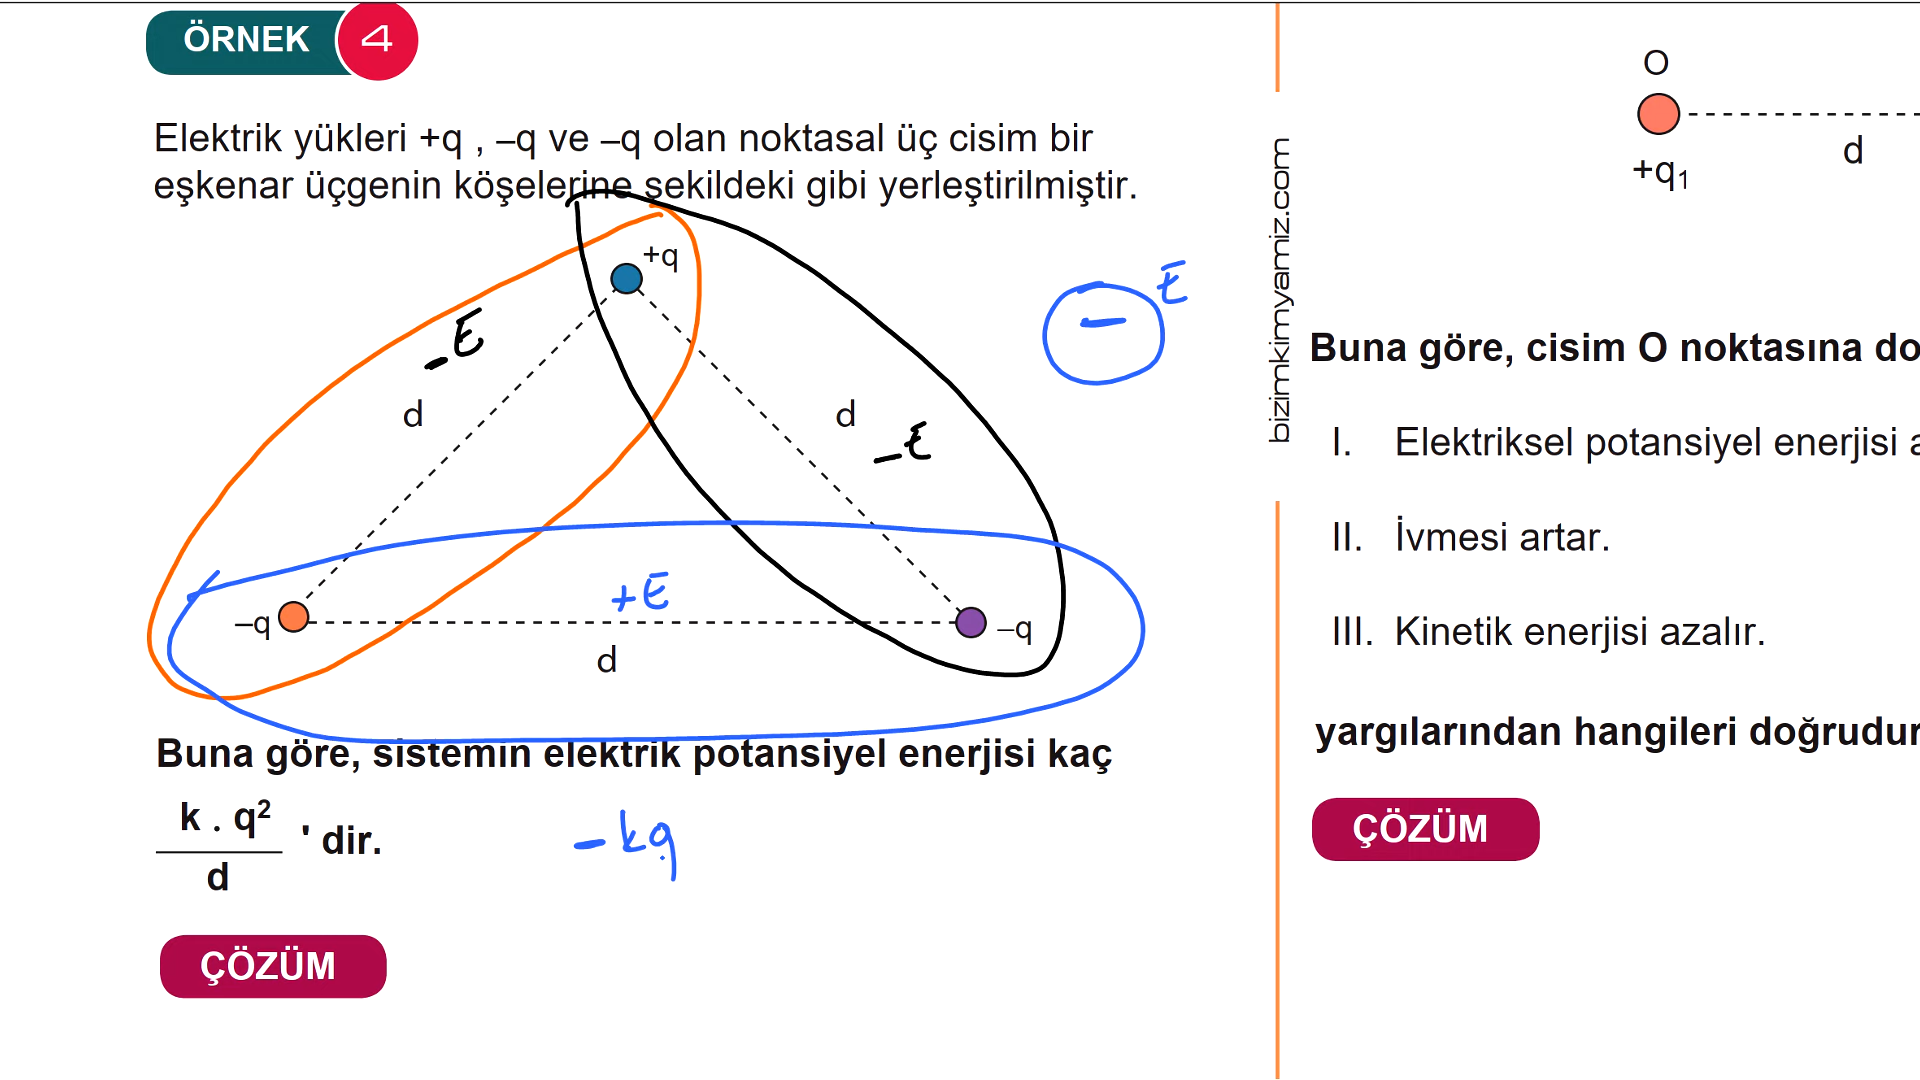 ÖRNEK 4
Elektrik yükleri +q , –q ve –q olan noktasal üç cisim bir
eşkenar üçgenin köşelerine şekildeki gibi yerleştirilmiştir.
+q
–E
–E
d
d
–E
+E
–q
–q
d
Buna göre, sistemin elektrik potansiyel enerjisi kaç
k . q²
d
' dir.
–kq
ÇÖZÜM
bizimkimyamiz.com
O
d
+q₁
Buna göre, cisim O noktasına do
I. Elektriksel potansiyel enerjisi a
II. İvmesi artar.
III. Kinetik enerjisi azalır.
yargılarından hangileri doğrudur
ÇÖZÜM